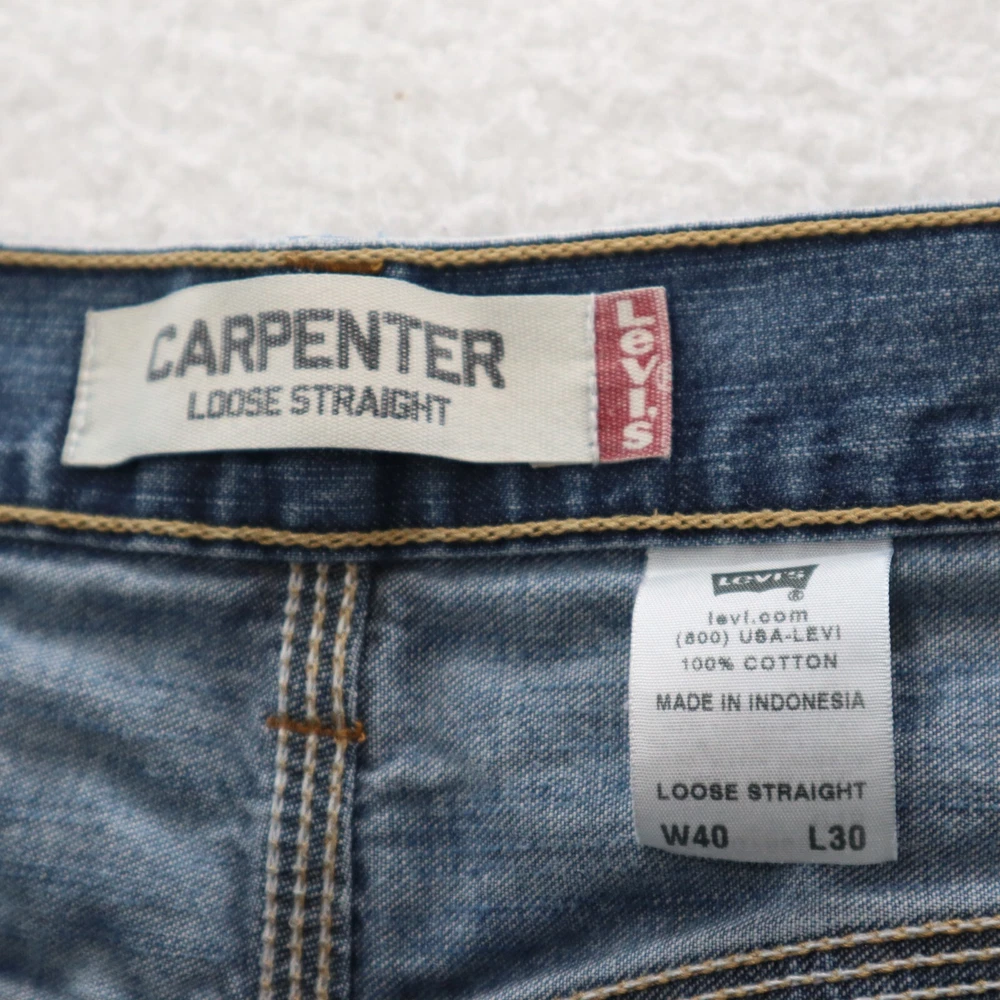 CARPENTER
LOOSE STRAIGHT
Levi's
LEVI'S
®
levi.com
(800) USA-LEVI
100% COTTON
MADE IN INDONESIA
LOOSE STRAIGHT
W40 L30